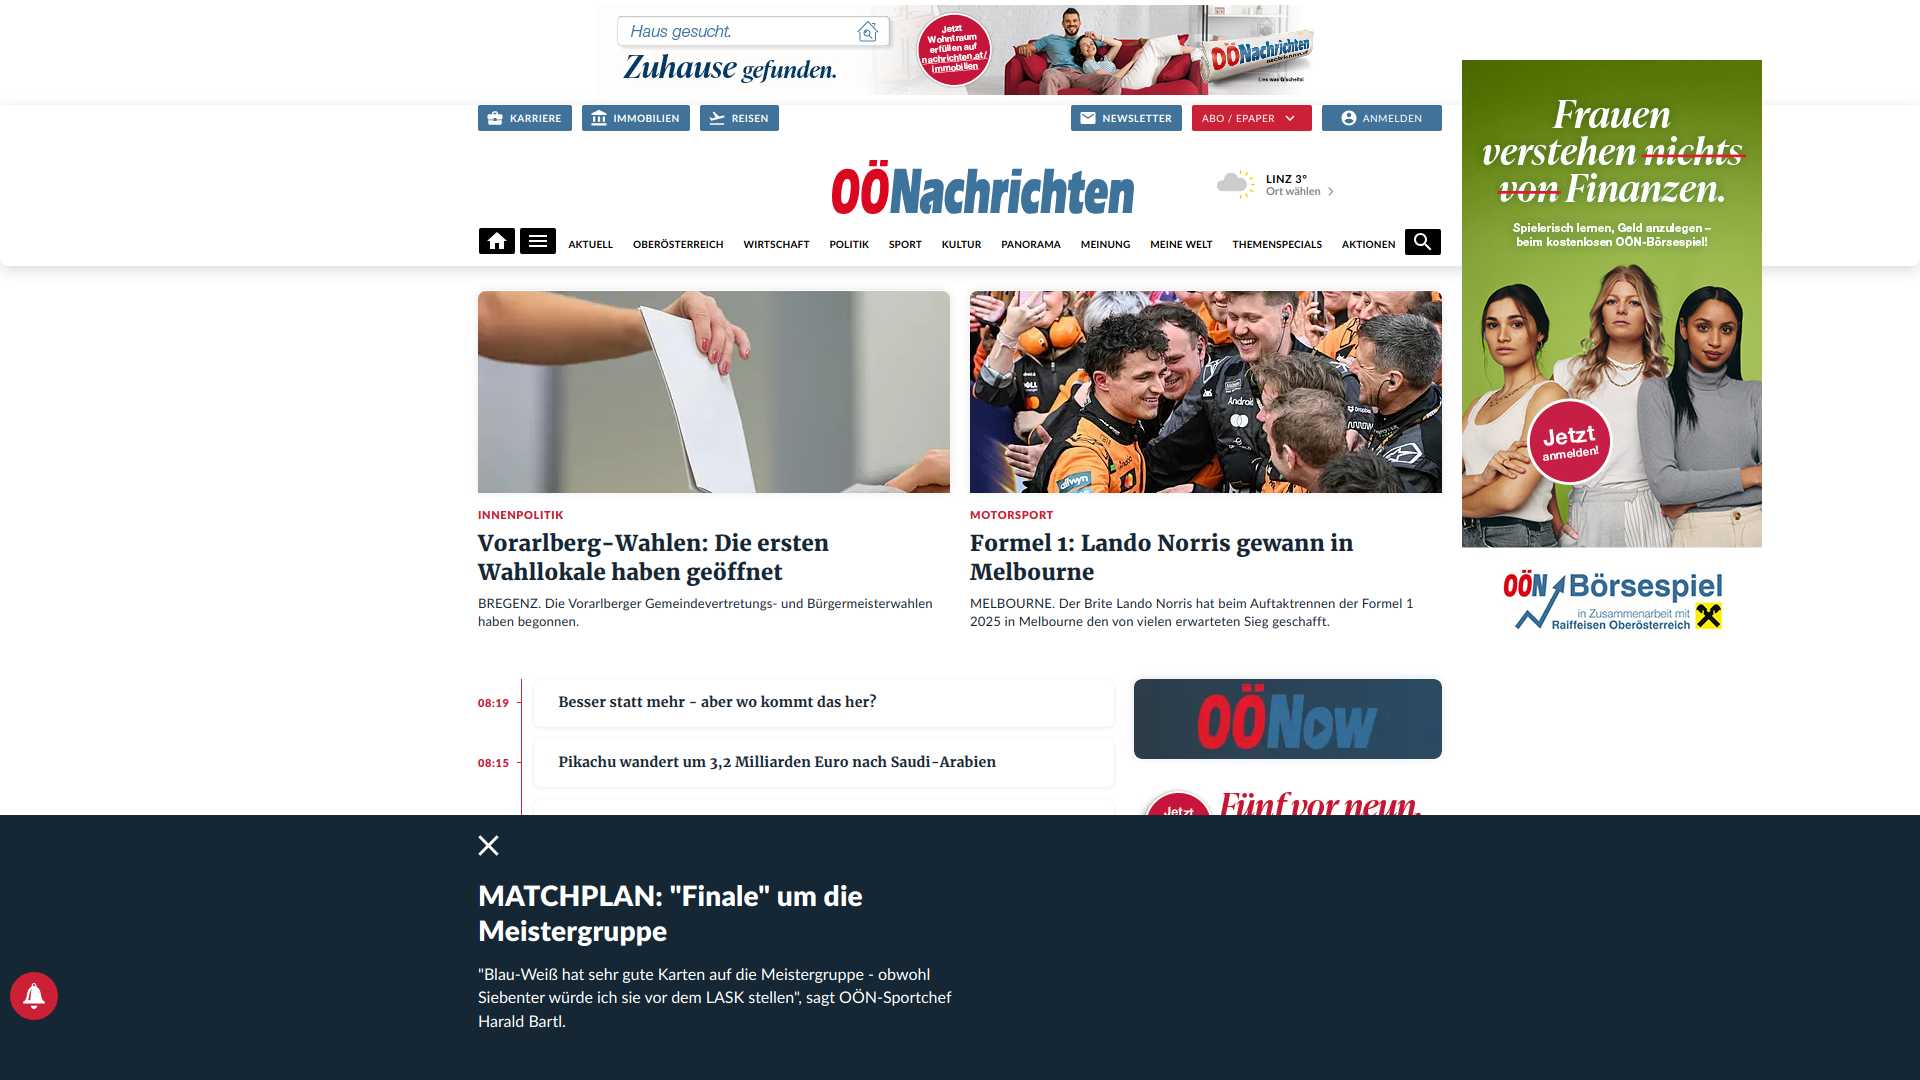 Haus gesucht.
Zuhause gefunden.
Jetzt
Wohntraum
erfüllen auf
nachrichten.at/
immobilien
OÖNachrichten
Lies was G'scheits!
KARRIERE
IMMOBILIEN
REISEN
NEWSLETTER
ABO / EPAPER
ANMELDEN
OÖNachrichten
LINZ 3°
Ort wählen
AKTUELL
OBERÖSTERREICH
WIRTSCHAFT
POLITIK
SPORT
KULTUR
PANORAMA
MEINUNG
MEINE WELT
THEMENSPECIALS
AKTIONEN
Frauen
verstehen nichts
von Finanzen.
Spielerisch lernen, Geld anzulegen –
beim kostenlosen OÖN-Börsespiel!
Jetzt
anmelden!
OÖN Börsespiel
in Zusammenarbeit mit
Raiffeisen Oberösterreich
Android
allwyn
INNENPOLITIK
Vorarlberg-Wahlen: Die ersten
Wahllokale haben geöffnet
BREGENZ. Die Vorarlberger Gemeindevertretungs- und Bürgermeisterwahlen
haben begonnen.
MOTORSPORT
Formel 1: Lando Norris gewann in
Melbourne
MELBOURNE. Der Brite Lando Norris hat beim Auftaktrennen der Formel 1
2025 in Melbourne den von vielen erwarteten Sieg geschafft.
08:19
Besser statt mehr - aber wo kommt das her?
08:15
Pikachu wandert um 3,2 Milliarden Euro nach Saudi-Arabien
OÖNow
Jetzt
Fünf vor neun.
MATCHPLAN: "Finale" um die
Meistergruppe
"Blau-Weiß hat sehr gute Karten auf die Meistergruppe - obwohl
Siebenter würde ich sie vor dem LASK stellen", sagt OÖN-Sportchef
Harald Bartl.